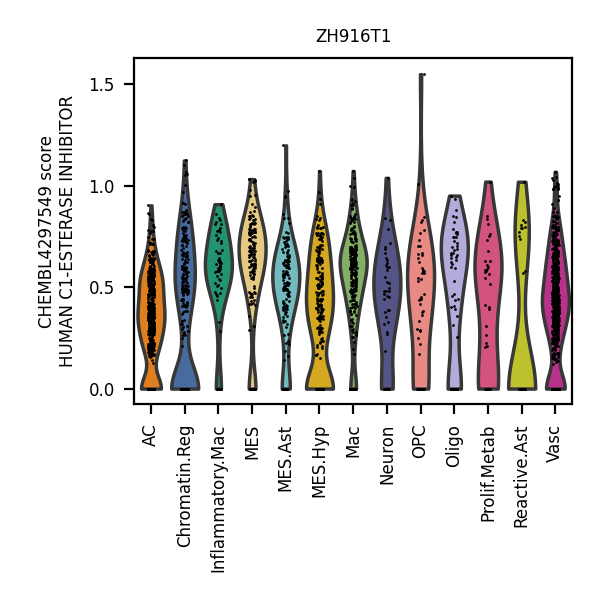 ZH916T1
CHEMBL4297549 score
HUMAN C1-ESTERASE INHIBITOR
1.5
1.0
0.5
0.0
AC
Chromatin.Reg
Inflammatory.Mac
MES
MES.Ast
MES.Hyp
Mac
Neuron
OPC
Oligo
Prolif.Metab
Reactive.Ast
Vasc